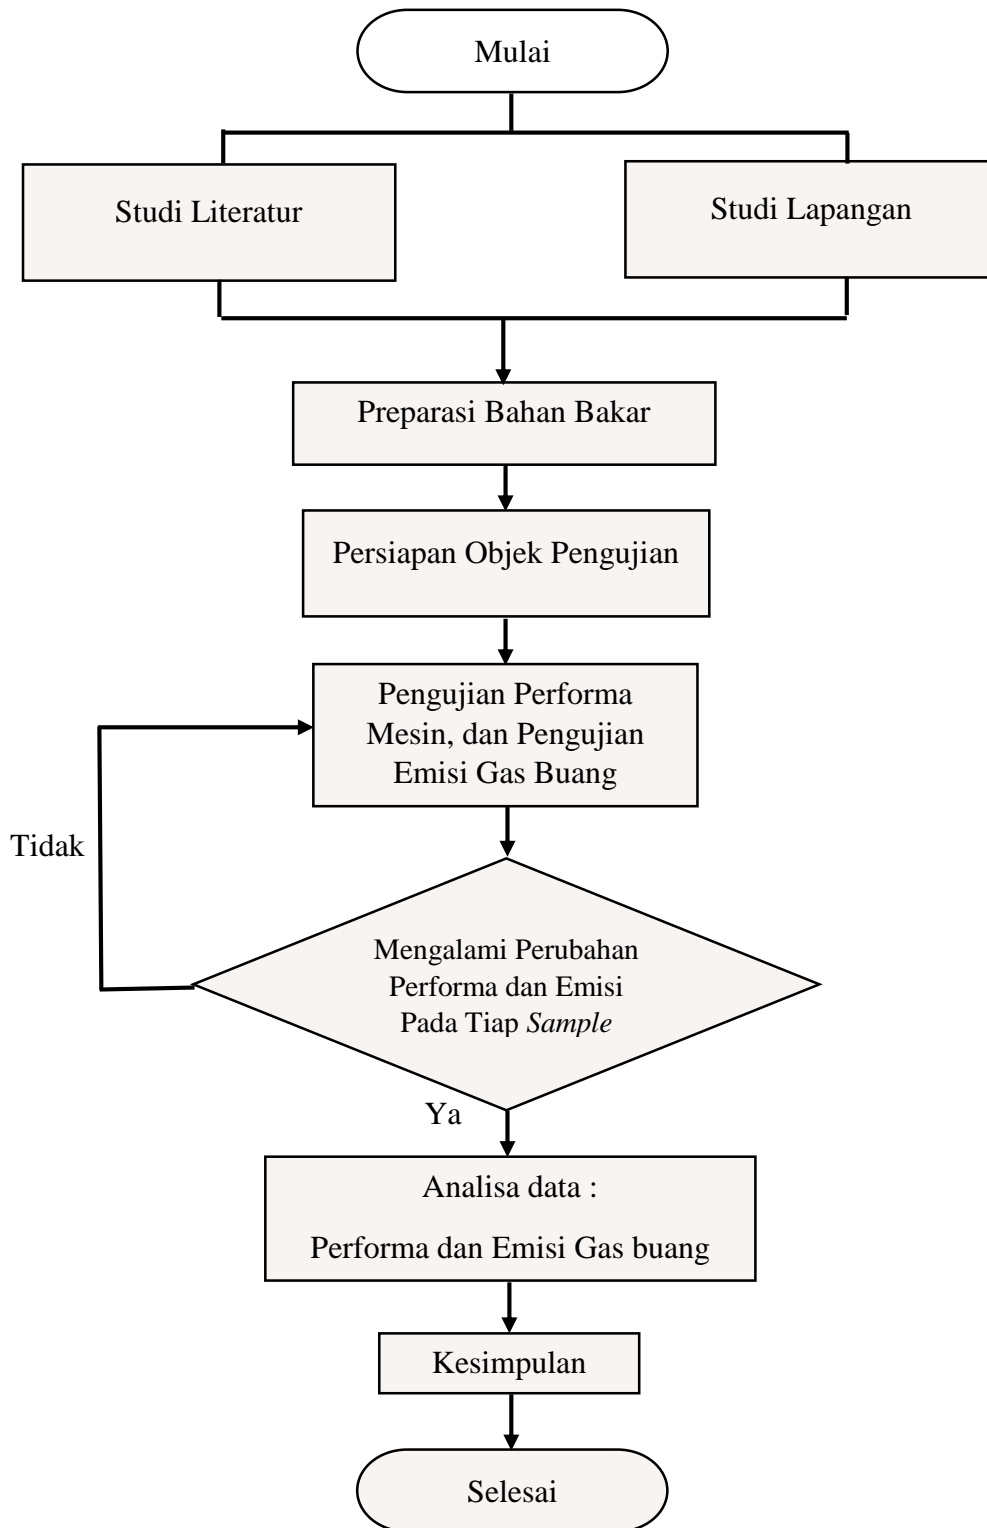 Mulai
Studi Literatur
Studi Lapangan
Preparasi Bahan Bakar
Persiapan Objek Pengujian
Pengujian Performa
Mesin, dan Pengujian
Emisi Gas Buang
Tidak
Mengalami Perubahan
Performa dan Emisi
Pada Tiap Sample
Ya
Analisa data :
Performa dan Emisi Gas buang
Kesimpulan
Selesai